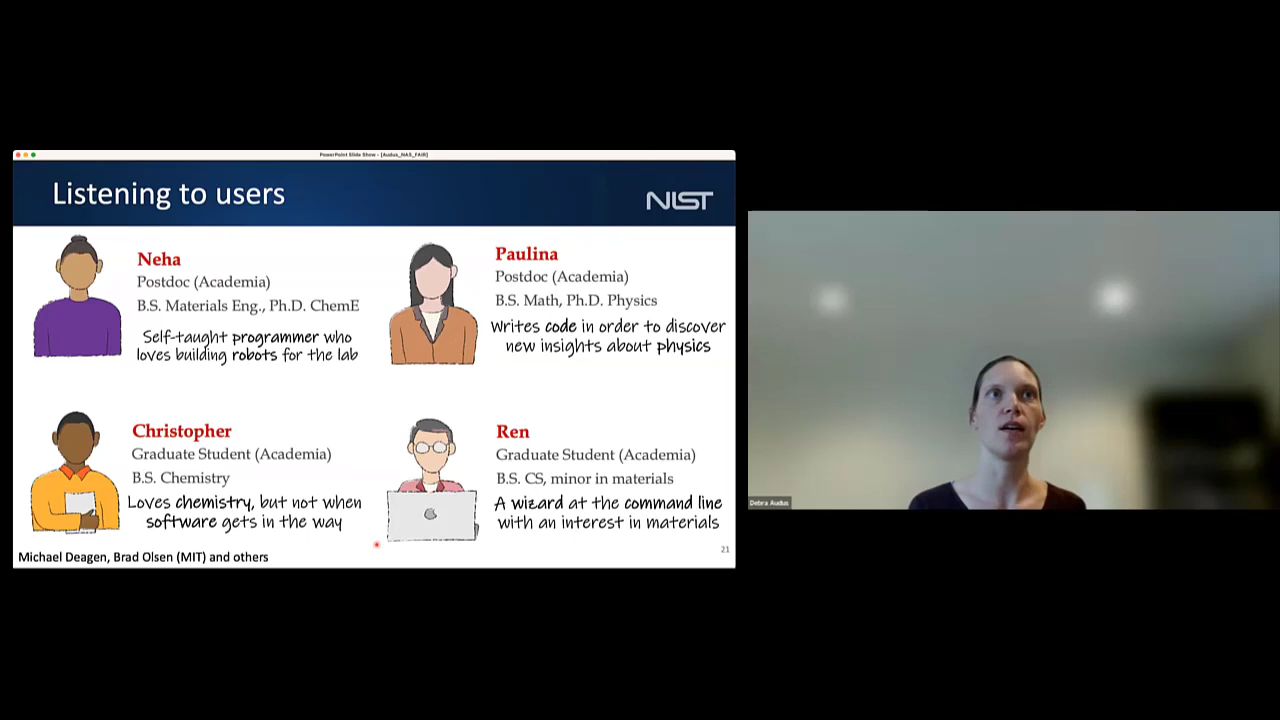 PowerPoint Slide Show - [Audus_NAS_FAIR]
Listening to users
NIST
Neha
Postdoc (Academia)
B.S. Materials Eng., Ph.D. ChemE
Self-taught programmer who
loves building robots for the lab
Paulina
Postdoc (Academia)
B.S. Math, Ph.D. Physics
Writes code in order to discover
new insights about physics
Christopher
Graduate Student (Academia)
B.S. Chemistry
Loves chemistry, but not when
software gets in the way
Ren
Graduate Student (Academia)
B.S. CS, minor in materials
A wizard at the command line
with an interest in materials
Michael Deagen, Brad Olsen (MIT) and others
21
Debra Audus